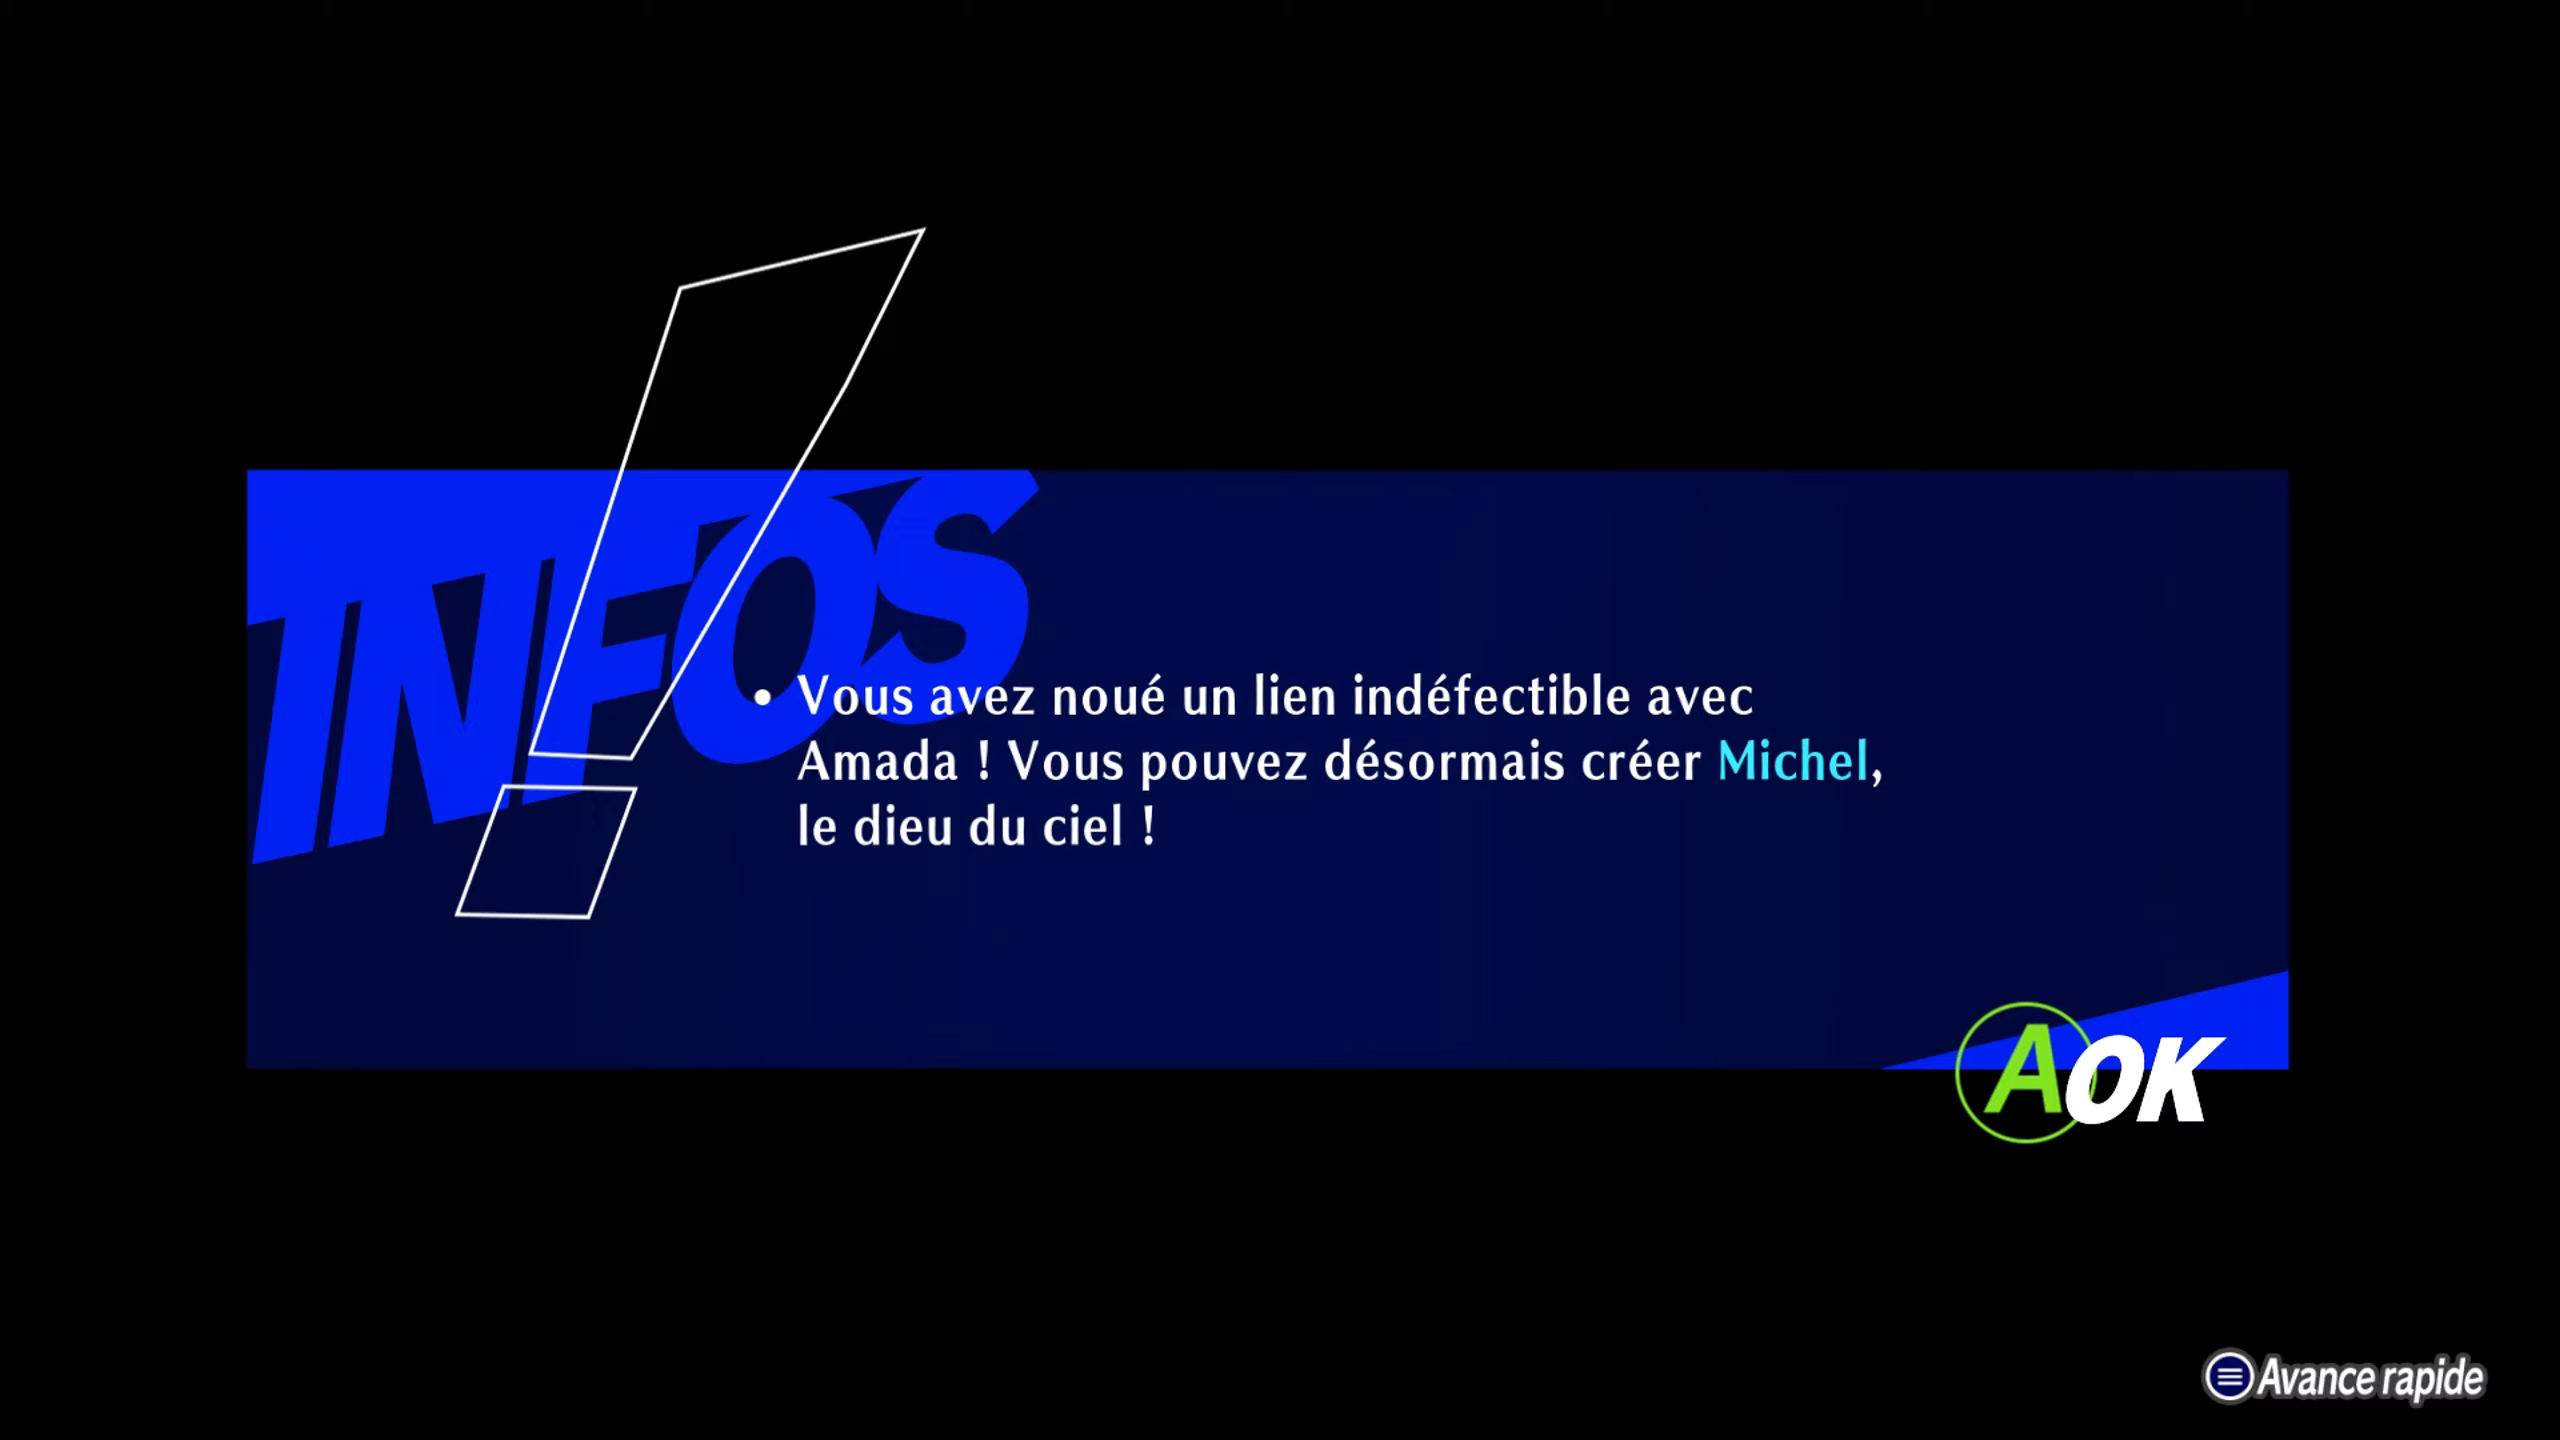 INFOS
• Vous avez noué un lien indéfectible avec
Amada ! Vous pouvez désormais créer Michel,
le dieu du ciel !
A OK
Avance rapide